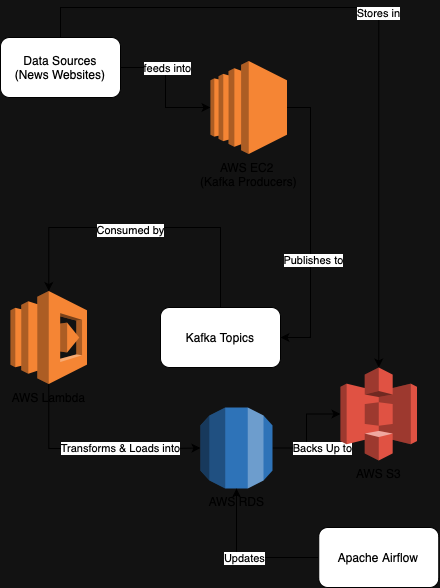 Stores in
Data Sources
(News Websites)
feeds into
AWS EC2
(Kafka Producers)
Consumed by
Publishes to
Kafka Topics
AWS Lambda
Transforms & Loads into
Backs Up to
AWS S3
AWS RDS
Updates
Apache Airflow